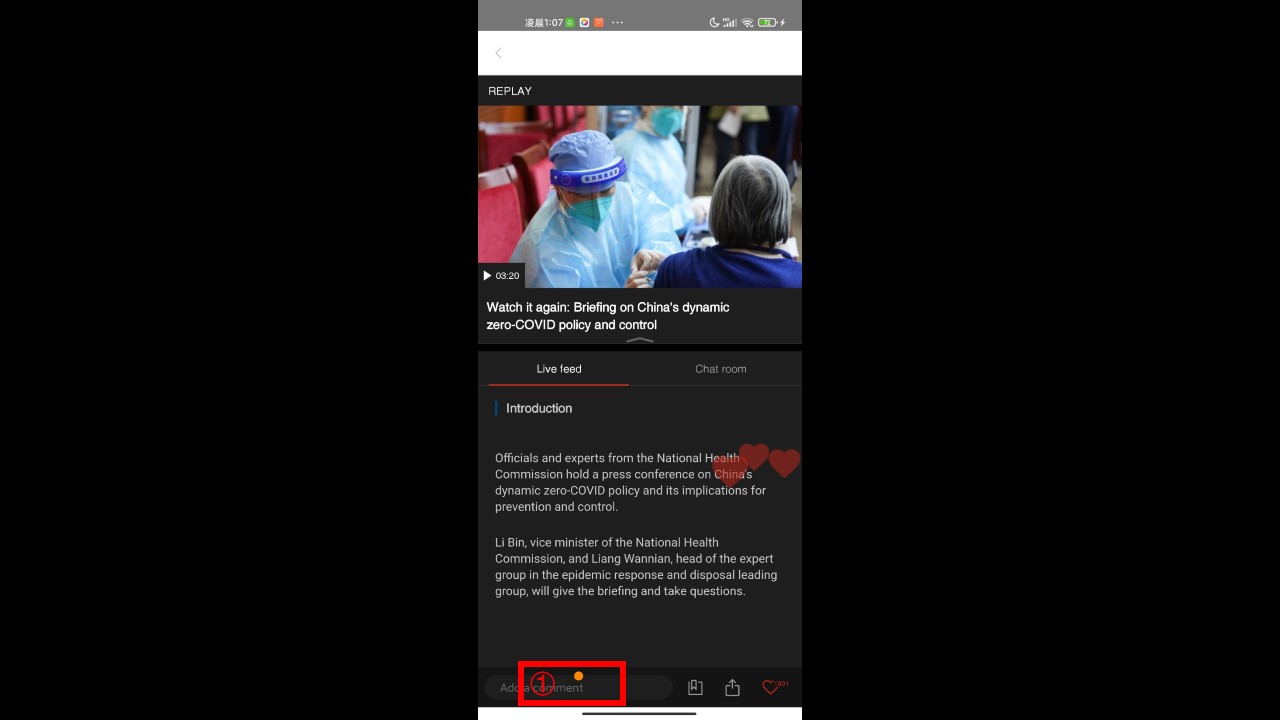 凌晨1:07
72
REPLAY
03:20
Watch it again: Briefing on China's dynamic
zero-COVID policy and control
Live feed
Chat room
Introduction
Officials and experts from the National Health
Commission hold a press conference on China's
dynamic zero-COVID policy and its implications for
prevention and control.
Li Bin, vice minister of the National Health
Commission, and Liang Wannian, head of the expert
group in the epidemic response and disposal leading
group, will give the briefing and take questions.
Add a comment
①